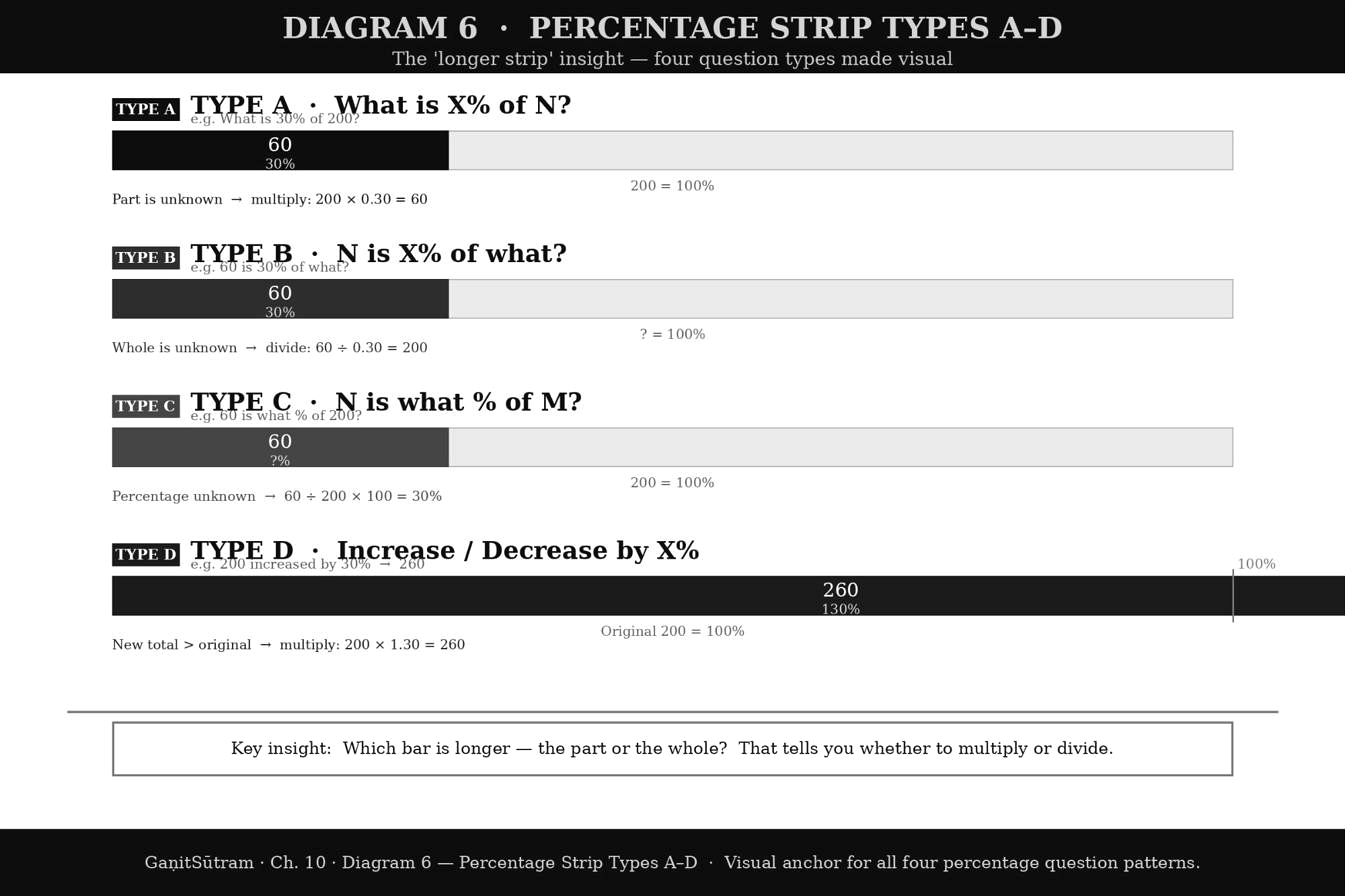 DIAGRAM 6 · PERCENTAGE STRIP TYPES A–D
The 'longer strip' insight — four question types made visual
TYPE A
TYPE A · What is X% of N?
e.g. What is 30% of 200?
60
30%
200 = 100%
Part is unknown → multiply: 200 × 0.30 = 60
TYPE B
TYPE B · N is X% of what?
e.g. 60 is 30% of what?
60
30%
? = 100%
Whole is unknown → divide: 60 ÷ 0.30 = 200
TYPE C
TYPE C · N is what % of M?
e.g. 60 is what % of 200?
60
?%
200 = 100%
Percentage unknown → 60 ÷ 200 × 100 = 30%
TYPE D
TYPE D · Increase / Decrease by X%
e.g. 200 increased by 30% → 260
100%
260
130%
Original 200 = 100%
New total > original → multiply: 200 × 1.30 = 260
Key insight: Which bar is longer — the part or the whole? That tells you whether to multiply or divide.
GaṇitSūtram · Ch. 10 · Diagram 6 — Percentage Strip Types A–D · Visual anchor for all four percentage question patterns.